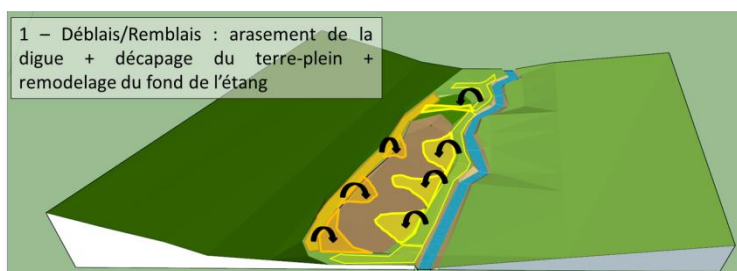 1 – Déblais/Remblais : arasement de la
digue + décapage du terre-plein +
remodelage du fond de l’étang